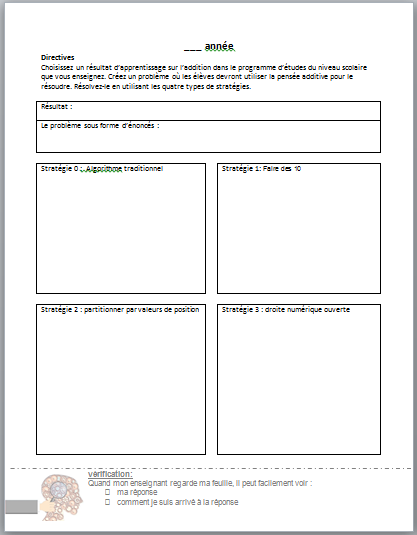 ___ année
Directives
Choisissez un résultat d'apprentissage sur l'addition dans le programme d'études du niveau scolaire
que vous enseignez. Créez un problème où les élèves devront utiliser la pensée additive pour le
résoudre. Résolvez-le en utilisant les quatre types de stratégies.
Résultat :
Le problème sous forme d'énoncés :
Stratégie 0 : Algorithme traditionnel
Stratégie 1: Faire des 10
Stratégie 2 : partitionner par valeurs de position
Stratégie 3 : droite numérique ouverte
vérification:
Quand mon enseignant regarde ma feuille, il peut facilement voir :
☐ ma réponse
☐ comment je suis arrivé à la réponse